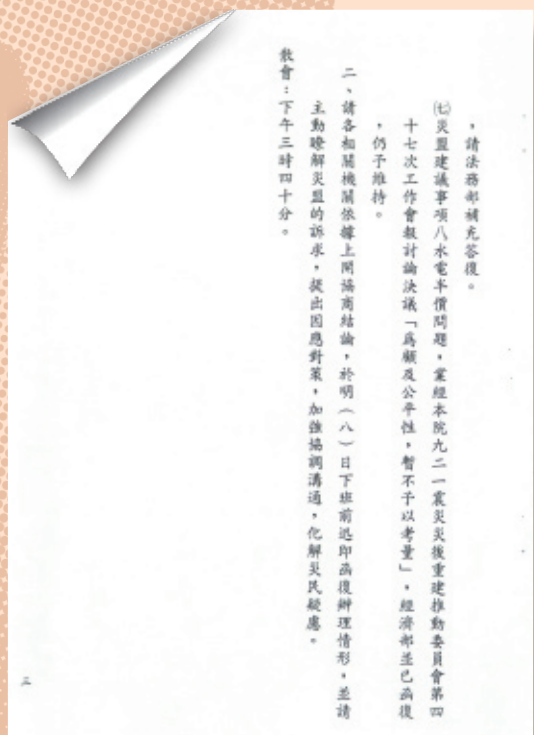 ，請法務部補充答復。
㈦災盟建議事項八水電半價問題，業經本院九二一震災災後重建推動委員會第四
十七次工作會報討論決議「為顧及公平性，暫不予以考量」，經濟部並已函復
，仍予維持。
二、請各相關機關依據上開協商結論，於明（八）日下班前迅印函復辦理情形，並請
主動瞭解災盟的訴求，提出因應對策，加強協調溝通，化解災民疑慮。
散會：下午三時四十分。
三